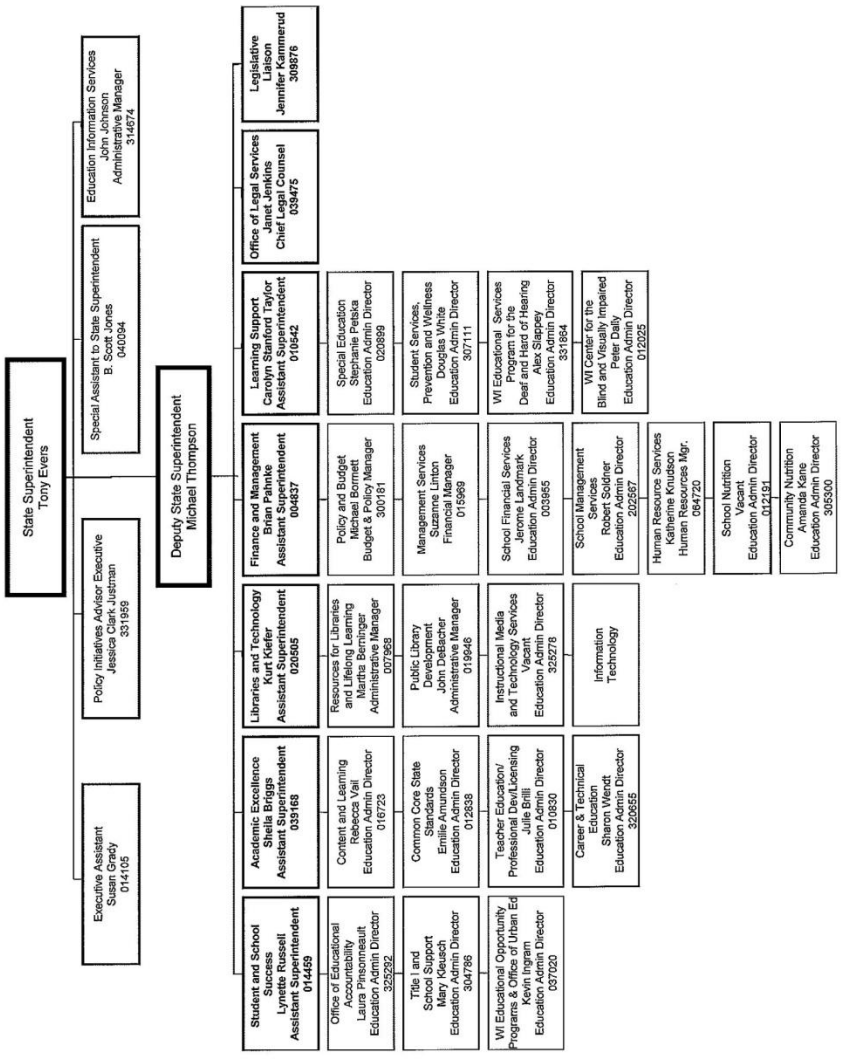 State Superintendent
Tony Evers
Executive Assistant
Susan Grady
014105
Policy Initiatives Advisor Executive
Jessica Clark Justman
331959
Special Assistant to State Superintendent
B. Scott Jones
040094
Education Information Services
John Johnson
Administrative Manager
314674
Deputy State Superintendent
Michael Thompson
Student and School
Success
Lynette Russell
Assistant Superintendent
014459
Office of Educational
Accountability
Laura Pinsonneault
Education Admin Director
325292
Title I and
School Support
Mary Kleusch
Education Admin Director
304786
WI Educational Opportunity
Programs & Office of Urban Ed
Kevin Ingram
Education Admin Director
037020
Academic Excellence
Sheila Briggs
Assistant Superintendent
039168
Content and Learning
Rebecca Vail
Education Admin Director
016723
Common Core State
Standards
Emilie Amundson
Education Admin Director
012838
Teacher Education/
Professional Dev/Licensing
Julie Brilli
Education Admin Director
010830
Career & Technical
Education
Sharon Wendt
Education Admin Director
320655
Libraries and Technology
Kurt Kiefer
Assistant Superintendent
020505
Resources for Libraries
and Lifelong Learning
Martha Berninger
Administrative Manager
007968
Public Library
Development
John DeBacher
Administrative Manager
019946
Instructional Media
and Technology Services
Vacant
Education Admin Director
325278
Information
Technology
Finance and Management
Brian Pahnke
Assistant Superintendent
004837
Policy and Budget
Michael Bormett
Budget & Policy Manager
300181
Management Services
Suzanne Linton
Financial Manager
015969
School Financial Services
Jerome Landmark
Education Admin Director
003955
School Management
Services
Robert Soldner
Education Admin Director
202567
Human Resource Services
Katherine Knudson
Human Resources Mgr.
064720
School Nutrition
Vacant
Education Admin Director
012191
Community Nutrition
Amanda Kane
Education Admin Director
305300
Learning Support
Carolyn Stanford Taylor
Assistant Superintendent
010542
Special Education
Stephanie Petska
Education Admin Director
020899
Student Services,
Prevention and Wellness
Douglas White
Education Admin Director
307111
WI Educational Services
Program for the
Deaf and Hard of Hearing
Alex Slappey
Education Admin Director
331864
WI Center for the
Blind and Visually Impaired
Peter Dally
Education Admin Director
012025
Office of Legal Services
Janet Jenkins
Chief Legal Counsel
039475
Legislative
Liaison
Jennifer Kammerud
309876